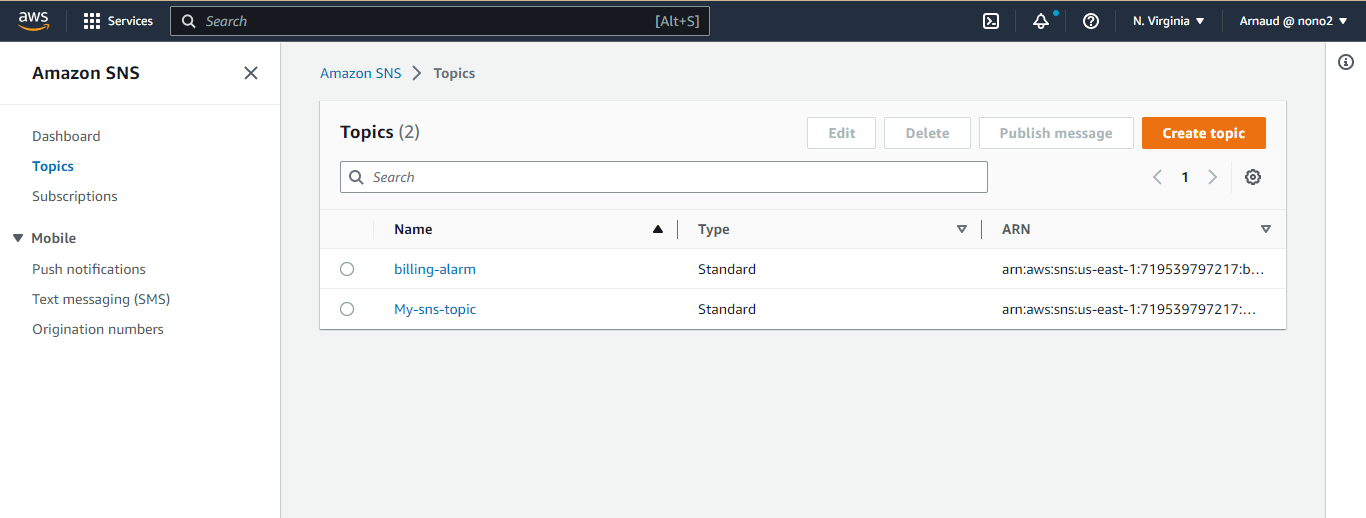 aws Services Search [Alt+S] N. Virginia Arnaud @ nono2
Amazon SNS
Dashboard
Topics
Subscriptions
Mobile
Push notifications
Text messaging (SMS)
Origination numbers
Amazon SNS Topics
Topics (2) Edit Delete Publish message Create topic
Search 1
Name Type ARN
billing-alarm Standard arn:aws:sns:us-east-1:719539797217:b...
My-sns-topic Standard arn:aws:sns:us-east-1:719539797217:...